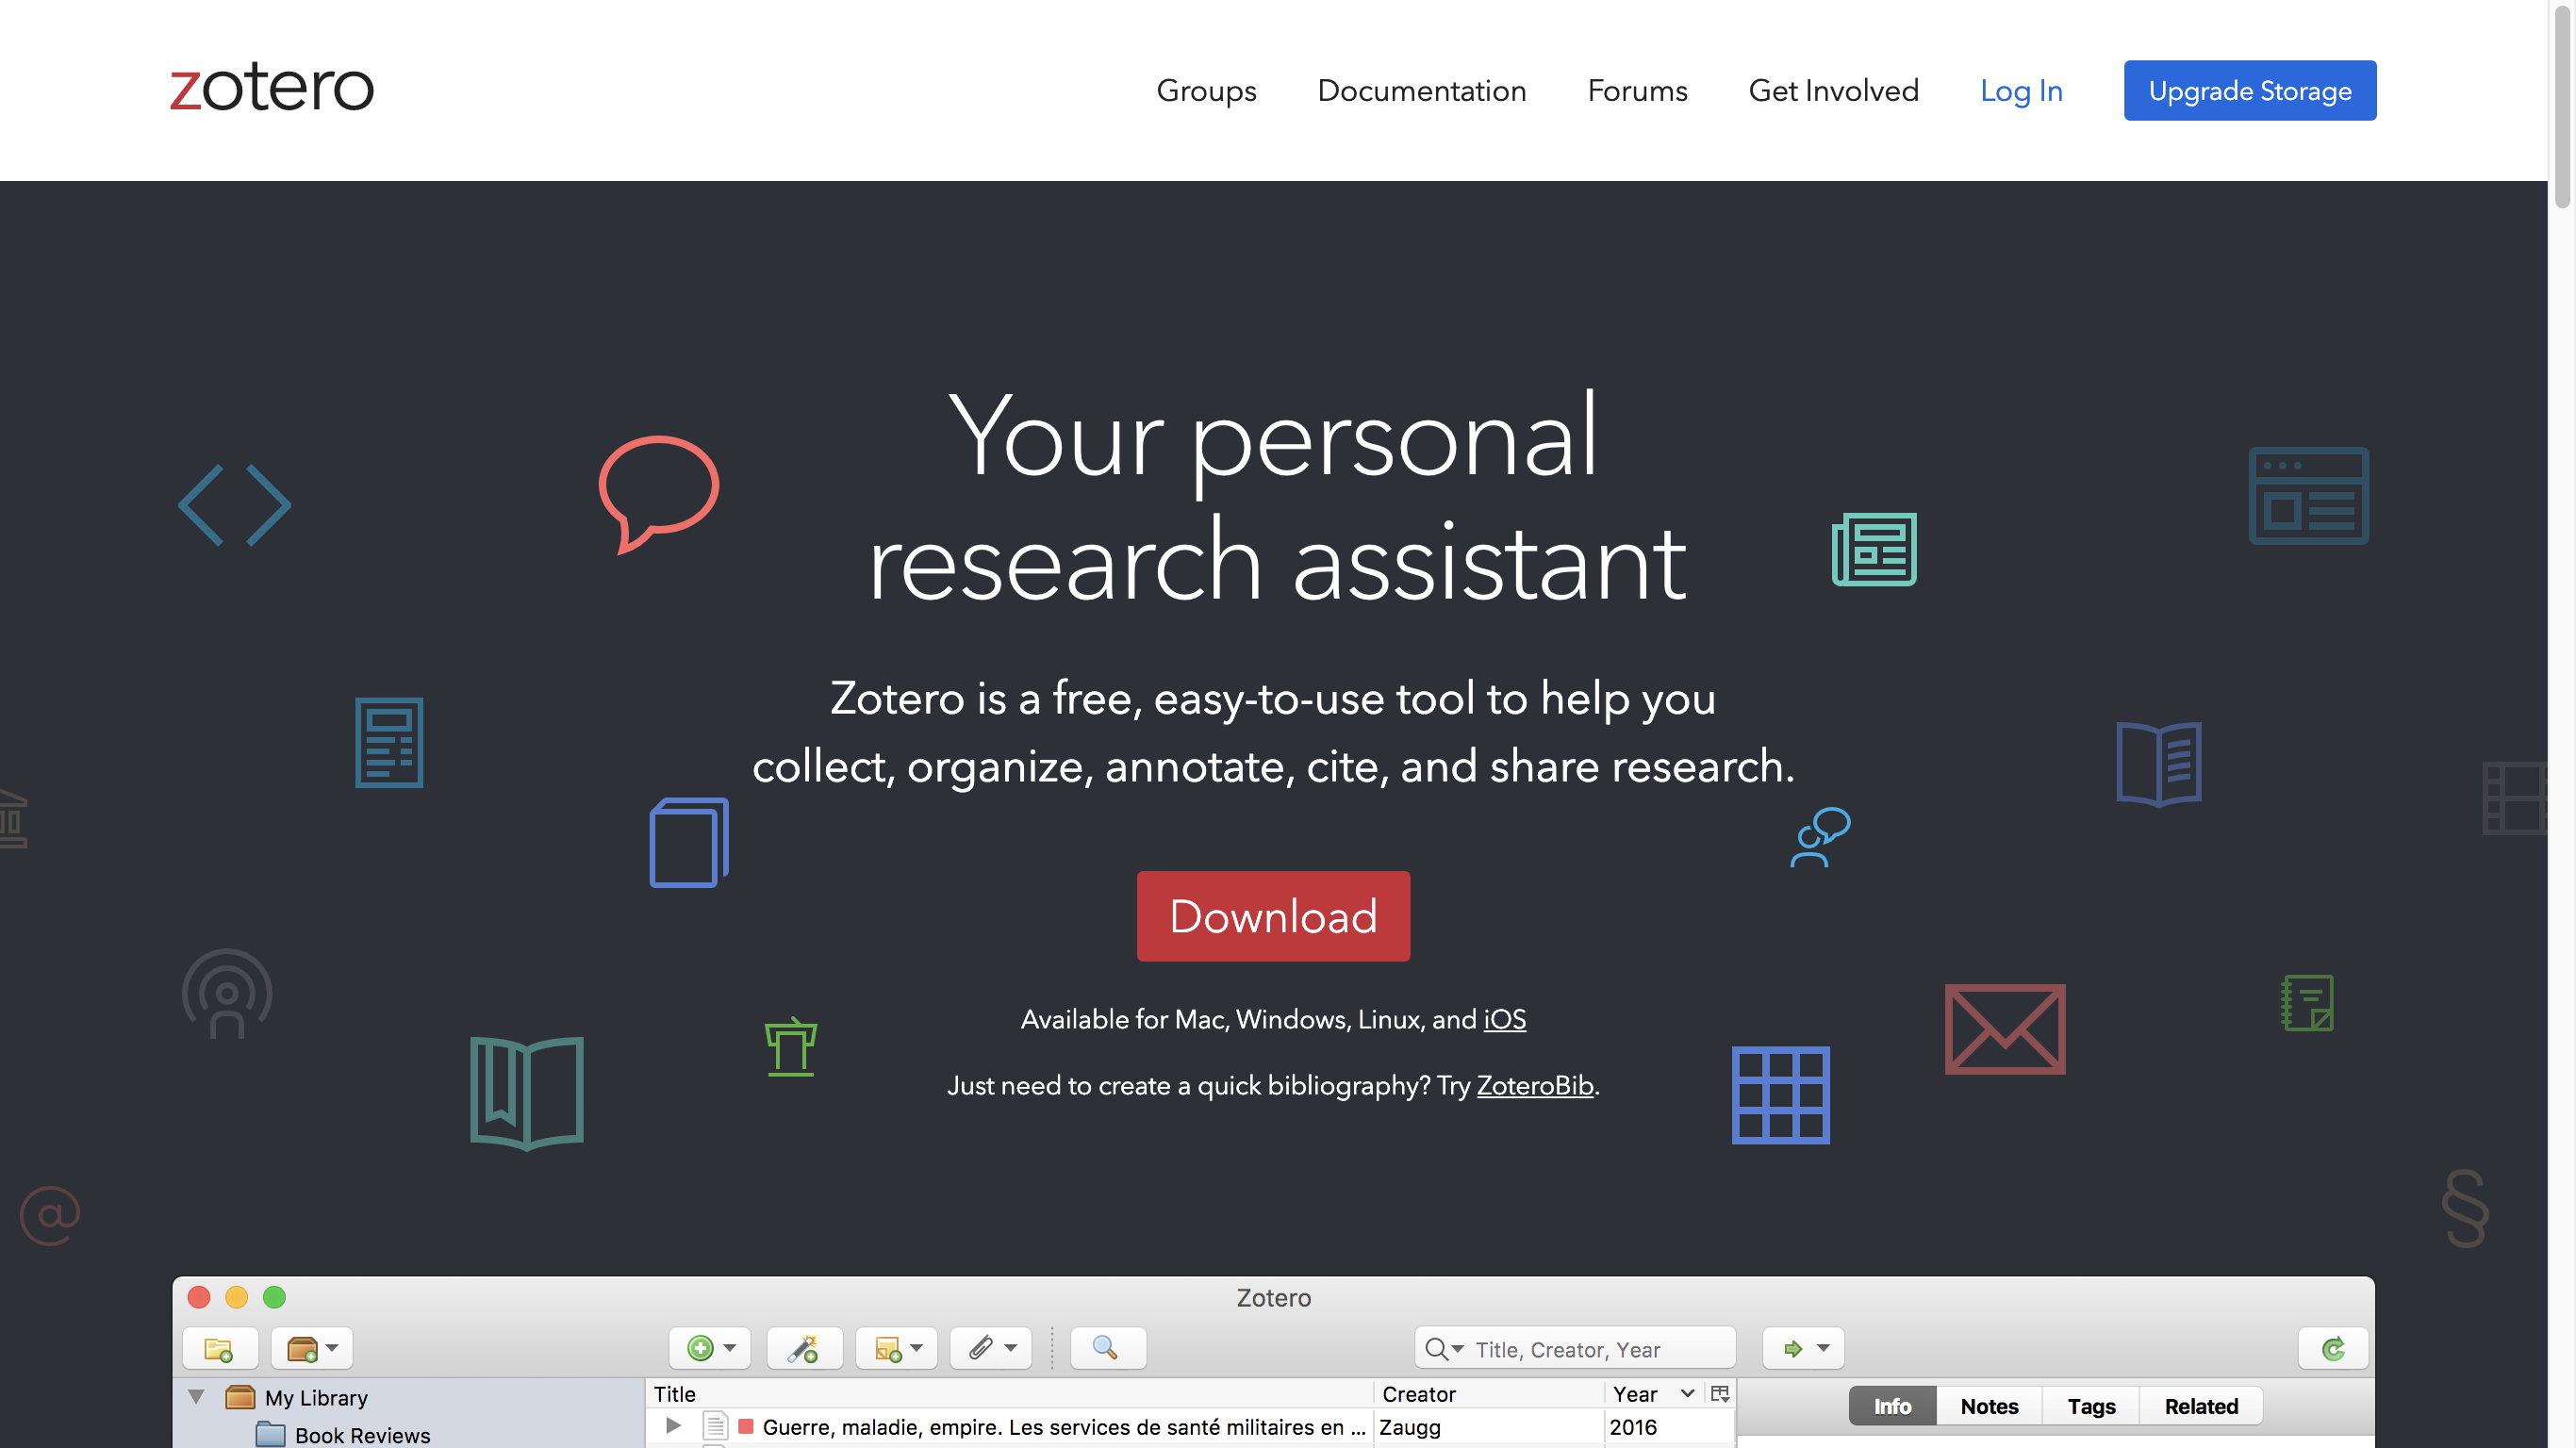 zotero
Groups
Documentation
Forums
Get Involved
Log In
Upgrade Storage
Your personal
research assistant
Zotero is a free, easy-to-use tool to help you
collect, organize, annotate, cite, and share research.
Download
Available for Mac, Windows, Linux, and iOS
Just need to create a quick bibliography? Try ZoteroBib.
@
§
Zotero
Title, Creator, Year
My Library
Book Reviews
Title
Creator
Year
Guerre, maladie, empire. Les services de santé militaires en ...
Zaugg
2016
Info
Notes
Tags
Related